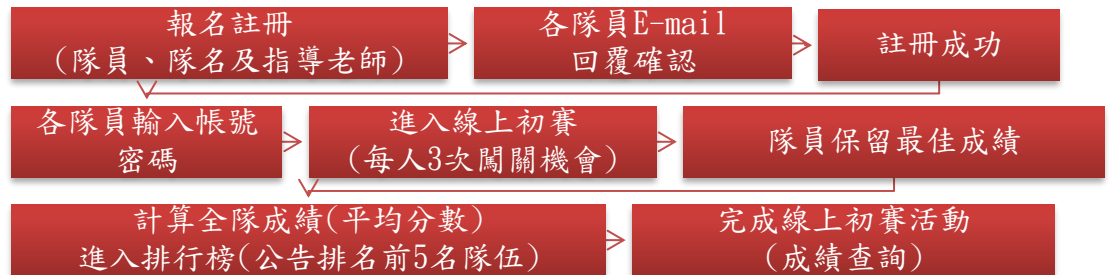 報名註冊
(隊員、隊名及指導老師)
各隊員E-mail
回覆確認
註冊成功
各隊員輸入帳號
密碼
進入線上初賽
(每人3次闖關機會)
隊員保留最佳成績
計算全隊成績(平均分數)
進入排行榜(公告排名前5名隊伍)
完成線上初賽活動
(成績查詢)